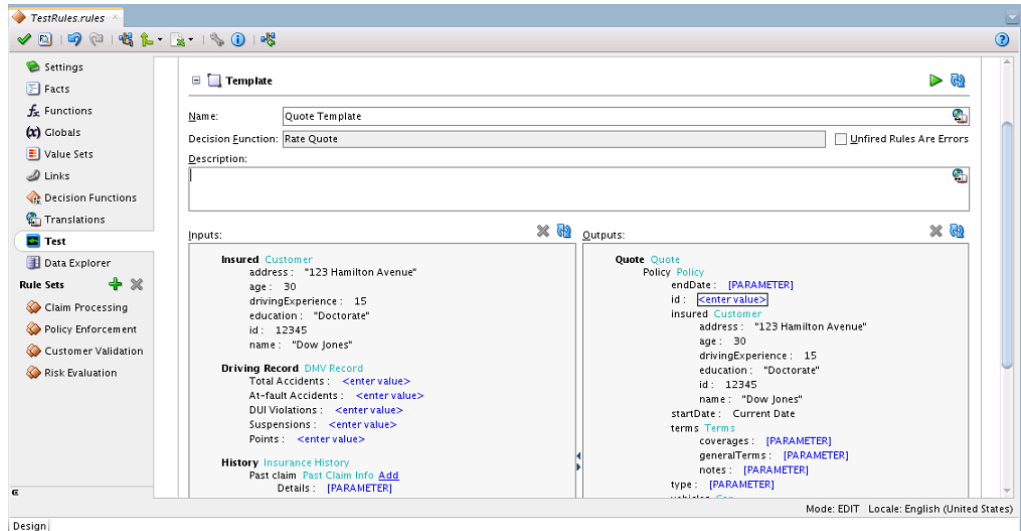 TestRules.rules
Settings
Facts
Functions
Globals
Value Sets
Links
Decision Functions
Translations
Test
Data Explorer
Rule Sets
Claim Processing
Policy Enforcement
Customer Validation
Risk Evaluation
Template
Name: Quote Template
Decision Function: Rate Quote Unfired Rules Are Errors
Description:
Inputs:
Insured Customer
address : "123 Hamilton Avenue"
age : 30
drivingExperience : 15
education : "Doctorate"
id : 12345
name : "Dow Jones"
Driving Record DMV Record
Total Accidents : <enter value>
At-fault Accidents : <enter value>
DUI Violations : <enter value>
Suspensions : <enter value>
Points : <enter value>
History Insurance History
Past claim Past Claim Info Add
Details : [PARAMETER]
Outputs:
Quote Quote
Policy Policy
endDate : [PARAMETER]
id : <enter value>
insured Customer
address : "123 Hamilton Avenue"
age : 30
drivingExperience : 15
education : "Doctorate"
id : 12345
name : "Dow Jones"
startDate : Current Date
terms Terms
coverages : [PARAMETER]
generalTerms : [PARAMETER]
notes : [PARAMETER]
type : [PARAMETER]
Mode: EDIT Locale: English (United States)
Design